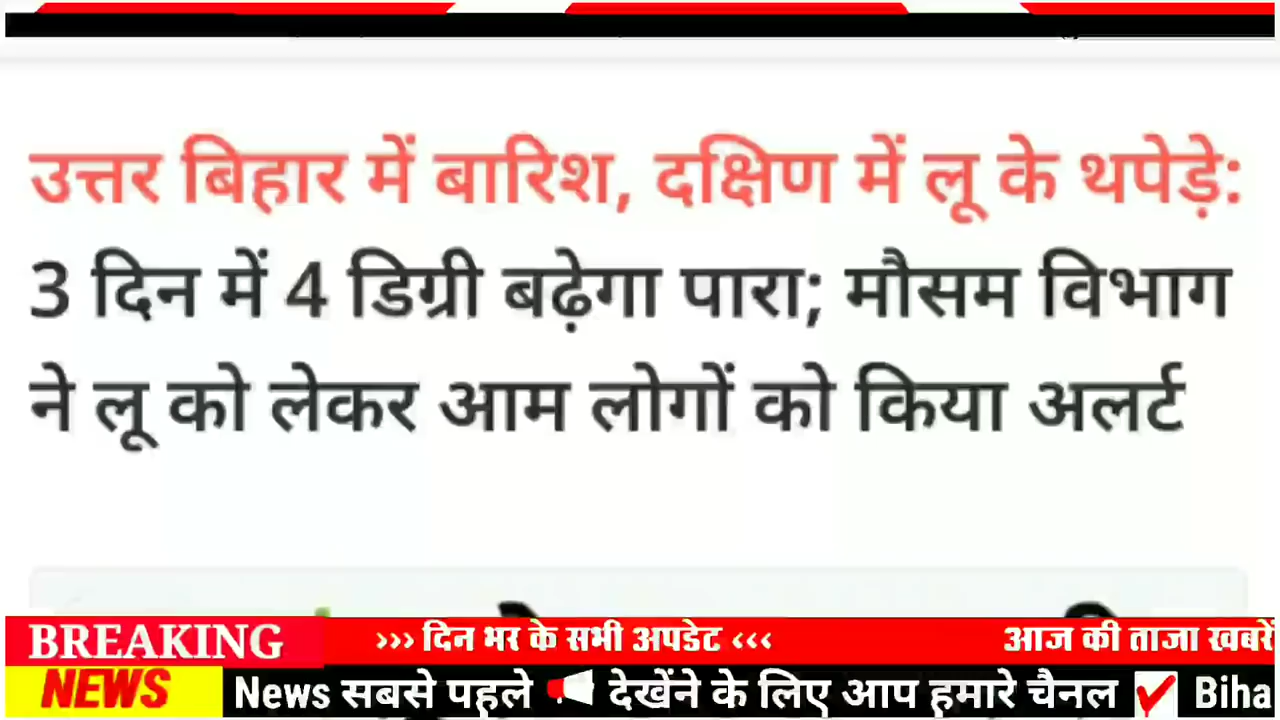 उत्तर बिहार में बारिश, दक्षिण में लू के थपेड़े:
3 दिन में 4 डिग्री बढ़ेगा पारा; मौसम विभाग
ने लू को लेकर आम लोगों को किया अलर्ट
BREAKING
NEWS
››› दिन भर के सभी अपडेट ‹‹‹
आज की ताजा खबरें
News सबसे पहले देखेंने के लिए आप हमारे चैनल
Biha